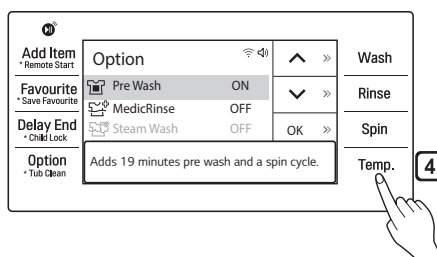 Add Item
* Remote Start
Favourite
* Save Favourite
Delay End
* Child Lock
Option
* Tub Clean
Option
Pre Wash ON
MedicRinse OFF
Steam Wash OFF
Adds 19 minutes pre wash and a spin cycle.
OK »
Wash
Rinse
Spin
Temp.
4